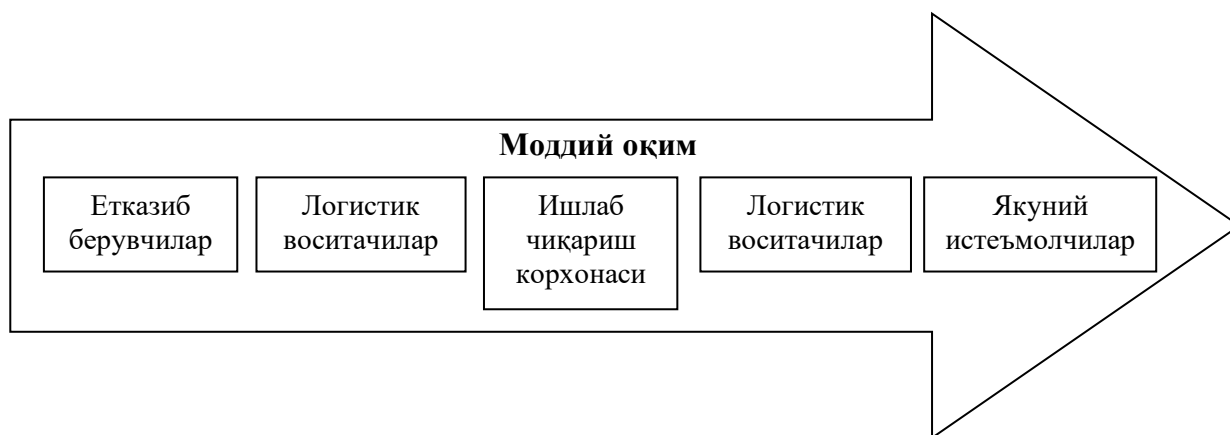 Моддий оқим
Етказиб
берувчилар
Логистик
воситачилар
Ишлаб
чиқариш
корхонаси
Логистик
воситачилар
Якуний
истеъмолчилар